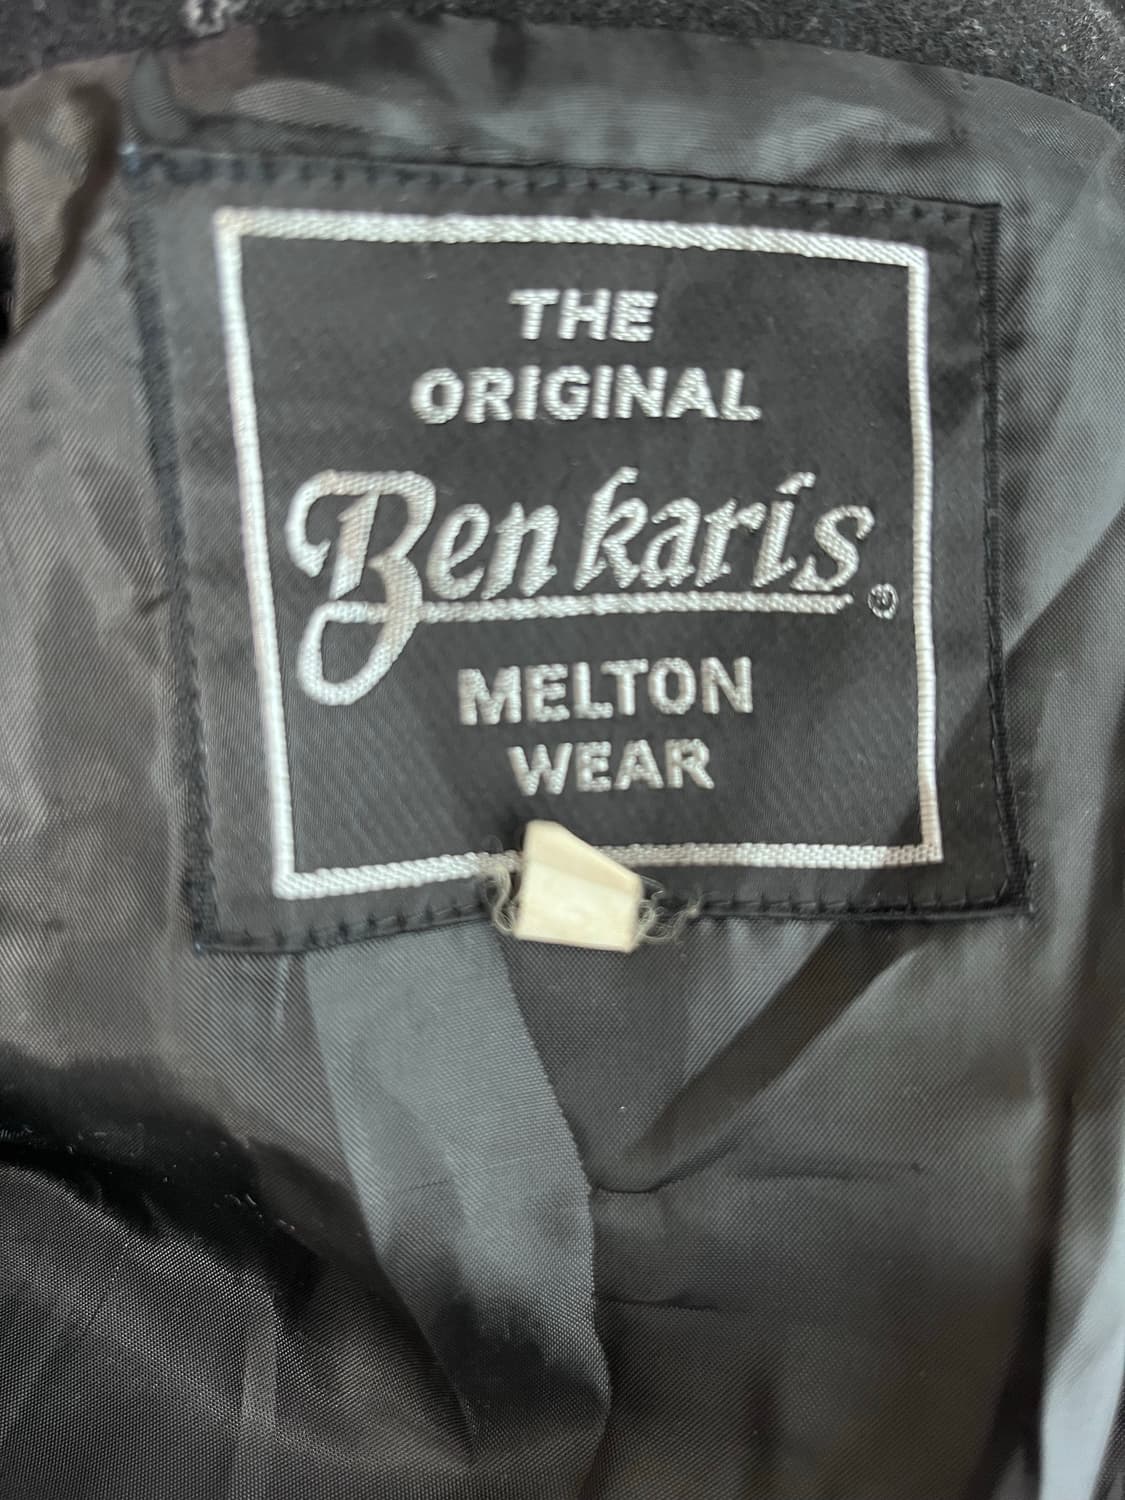 THE
ORIGINAL
Benkaris®
MELTON
WEAR